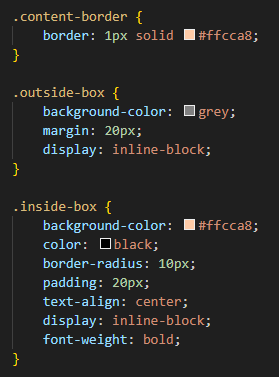 .content-border {
    border: 1px solid #ffcca8;
}
.outside-box {
    background-color: grey;
    margin: 20px;
    display: inline-block;
}
.inside-box {
    background-color: #ffcca8;
    color: black;
    border-radius: 10px;
    padding: 20px;
    text-align: center;
    display: inline-block;
    font-weight: bold;
}